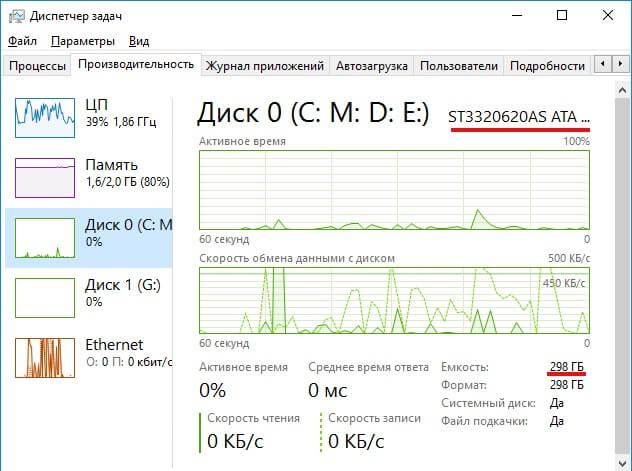 Диспетчер задач
Файл Параметры Вид
Процессы Производительность Журнал приложений Автозагрузка Пользователи Подробности
ЦП
39% 1,86 ГГц
Память
1,6/2,0 ГБ (80%)
Диск 0 (C: M
0%
Диск 1 (G:)
0%
Ethernet
О: 0 П: 0 кбит/с
Диск 0 (C: M: D: E:) ST3320620AS ATA ...
Активное время 100%
60 секунд 0
Скорость обмена данными с диском 500 КБ/с
450 КБ/с
60 секунд 0
Активное время
0%
Среднее время ответа
0 мс
Скорость чтения
0 КБ/с
Скорость записи
0 КБ/с
Емкость: 298 ГБ
Формат: 298 ГБ
Системный диск: Да
Файл подкачки: Да